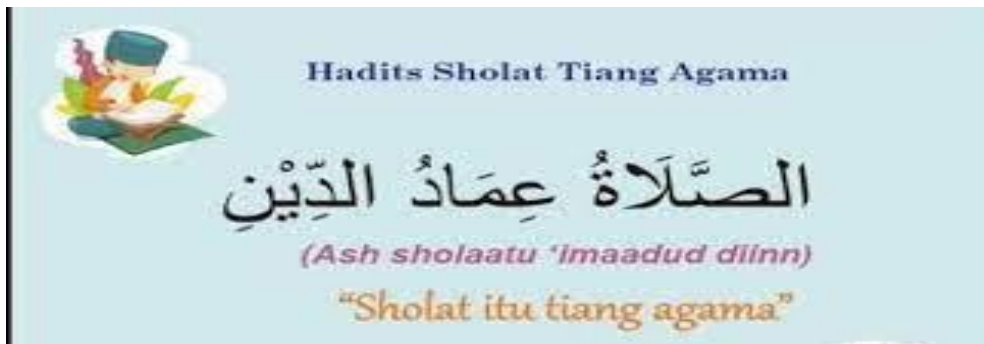 Hadits Sholat Tiang Agama
الصَّلَاةُ عِمَادُ الدِّيْنِ
(Ash sholaatu ‘imaadud diinn)
“Sholat itu tiang agama”